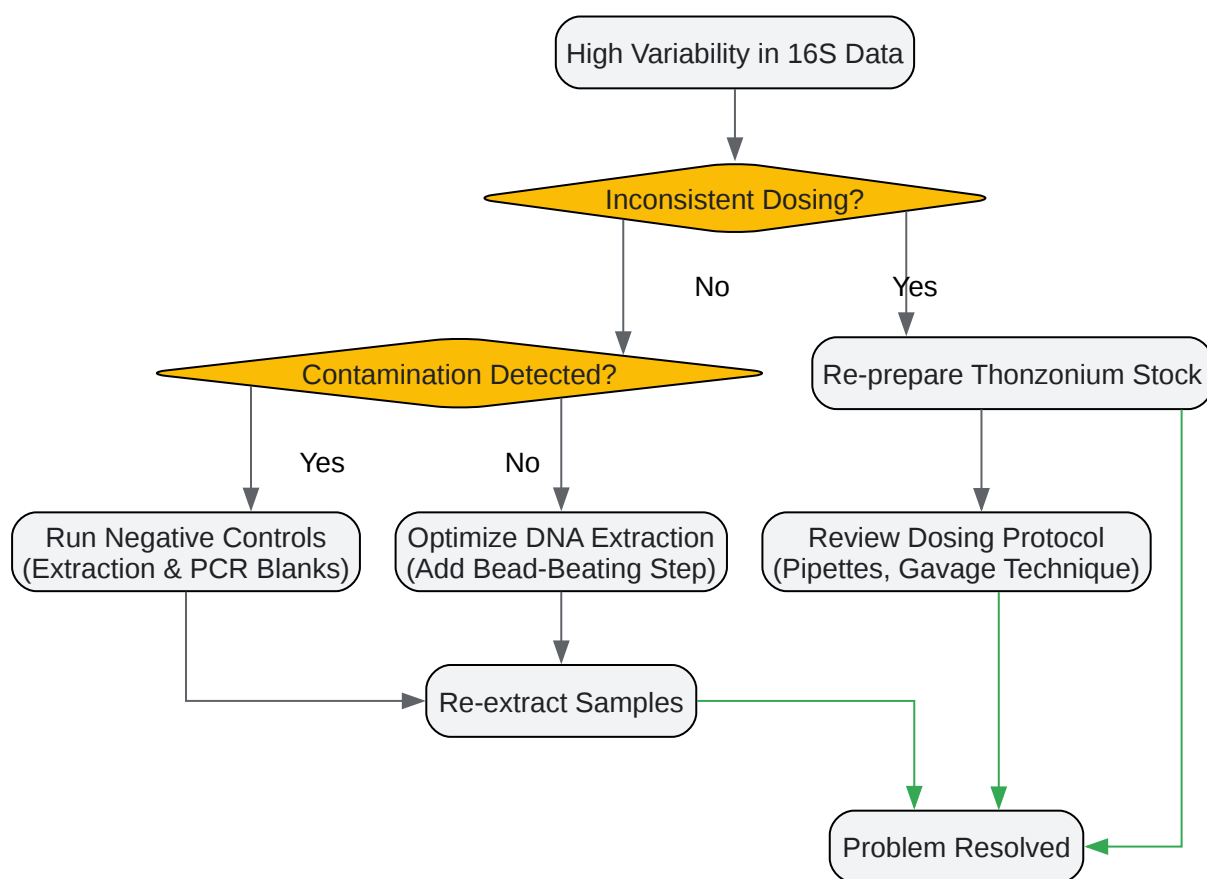 High Variability in 16S Data
Inconsistent Dosing?
No
Yes
Contamination Detected?
Re-prepare Thonzonium Stock
Yes
No
Run Negative Controls
(Extraction & PCR Blanks)
Optimize DNA Extraction
(Add Bead-Beating Step)
Review Dosing Protocol
(Pipettes, Gavage Technique)
Re-extract Samples
Problem Resolved